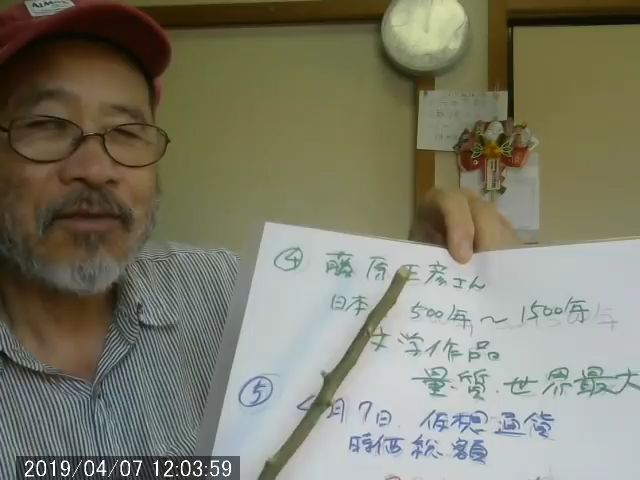 ④ 藤原正彦さん
日本 500年～1500年
文学作品
量・質・世界最大
⑤ 4月7日 仮想通貨
時価総額
2019/04/07 12:03:59